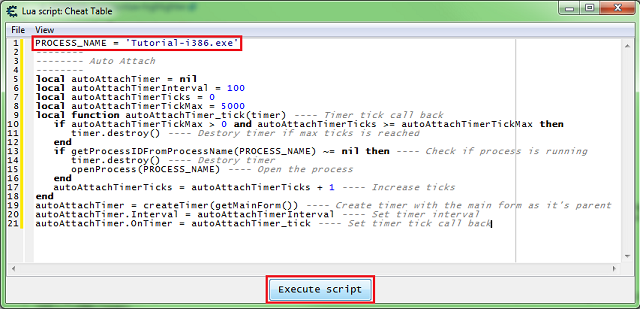 Lua script: Cheat Table
File View
1 PROCESS_NAME = 'Tutorial-i386.exe'
2 --------
3 -------- Auto Attach
4 --------
5 local autoAttachTimer = nil
6 local autoAttachTimerInterval = 100
7 local autoAttachTimerTicks = 0
8 local autoAttachTimerTickMax = 5000
9 local function autoAttachTimer_tick(timer) ---- Timer tick call back
10 if autoAttachTimerTickMax > 0 and autoAttachTimerTicks >= autoAttachTimerTickMax then
11 timer.destroy() ---- Destory timer if max ticks is reached
12 end
13 if getProcessIDFromProcessName(PROCESS_NAME) ~= nil then ---- Check if process is running
14 timer.destroy() ---- Destory timer
15 openProcess(PROCESS_NAME) ---- Open the process
16 end
17 autoAttachTimerTicks = autoAttachTimerTicks + 1 ---- Increase ticks
18 end
19 autoAttachTimer = createTimer(getMainForm()) ---- Create timer with the main form as it's parent
20 autoAttachTimer.Interval = autoAttachTimerInterval ---- Set timer interval
21 autoAttachTimer.OnTimer = autoAttachTimer_tick ---- Set timer tick call back
Execute script